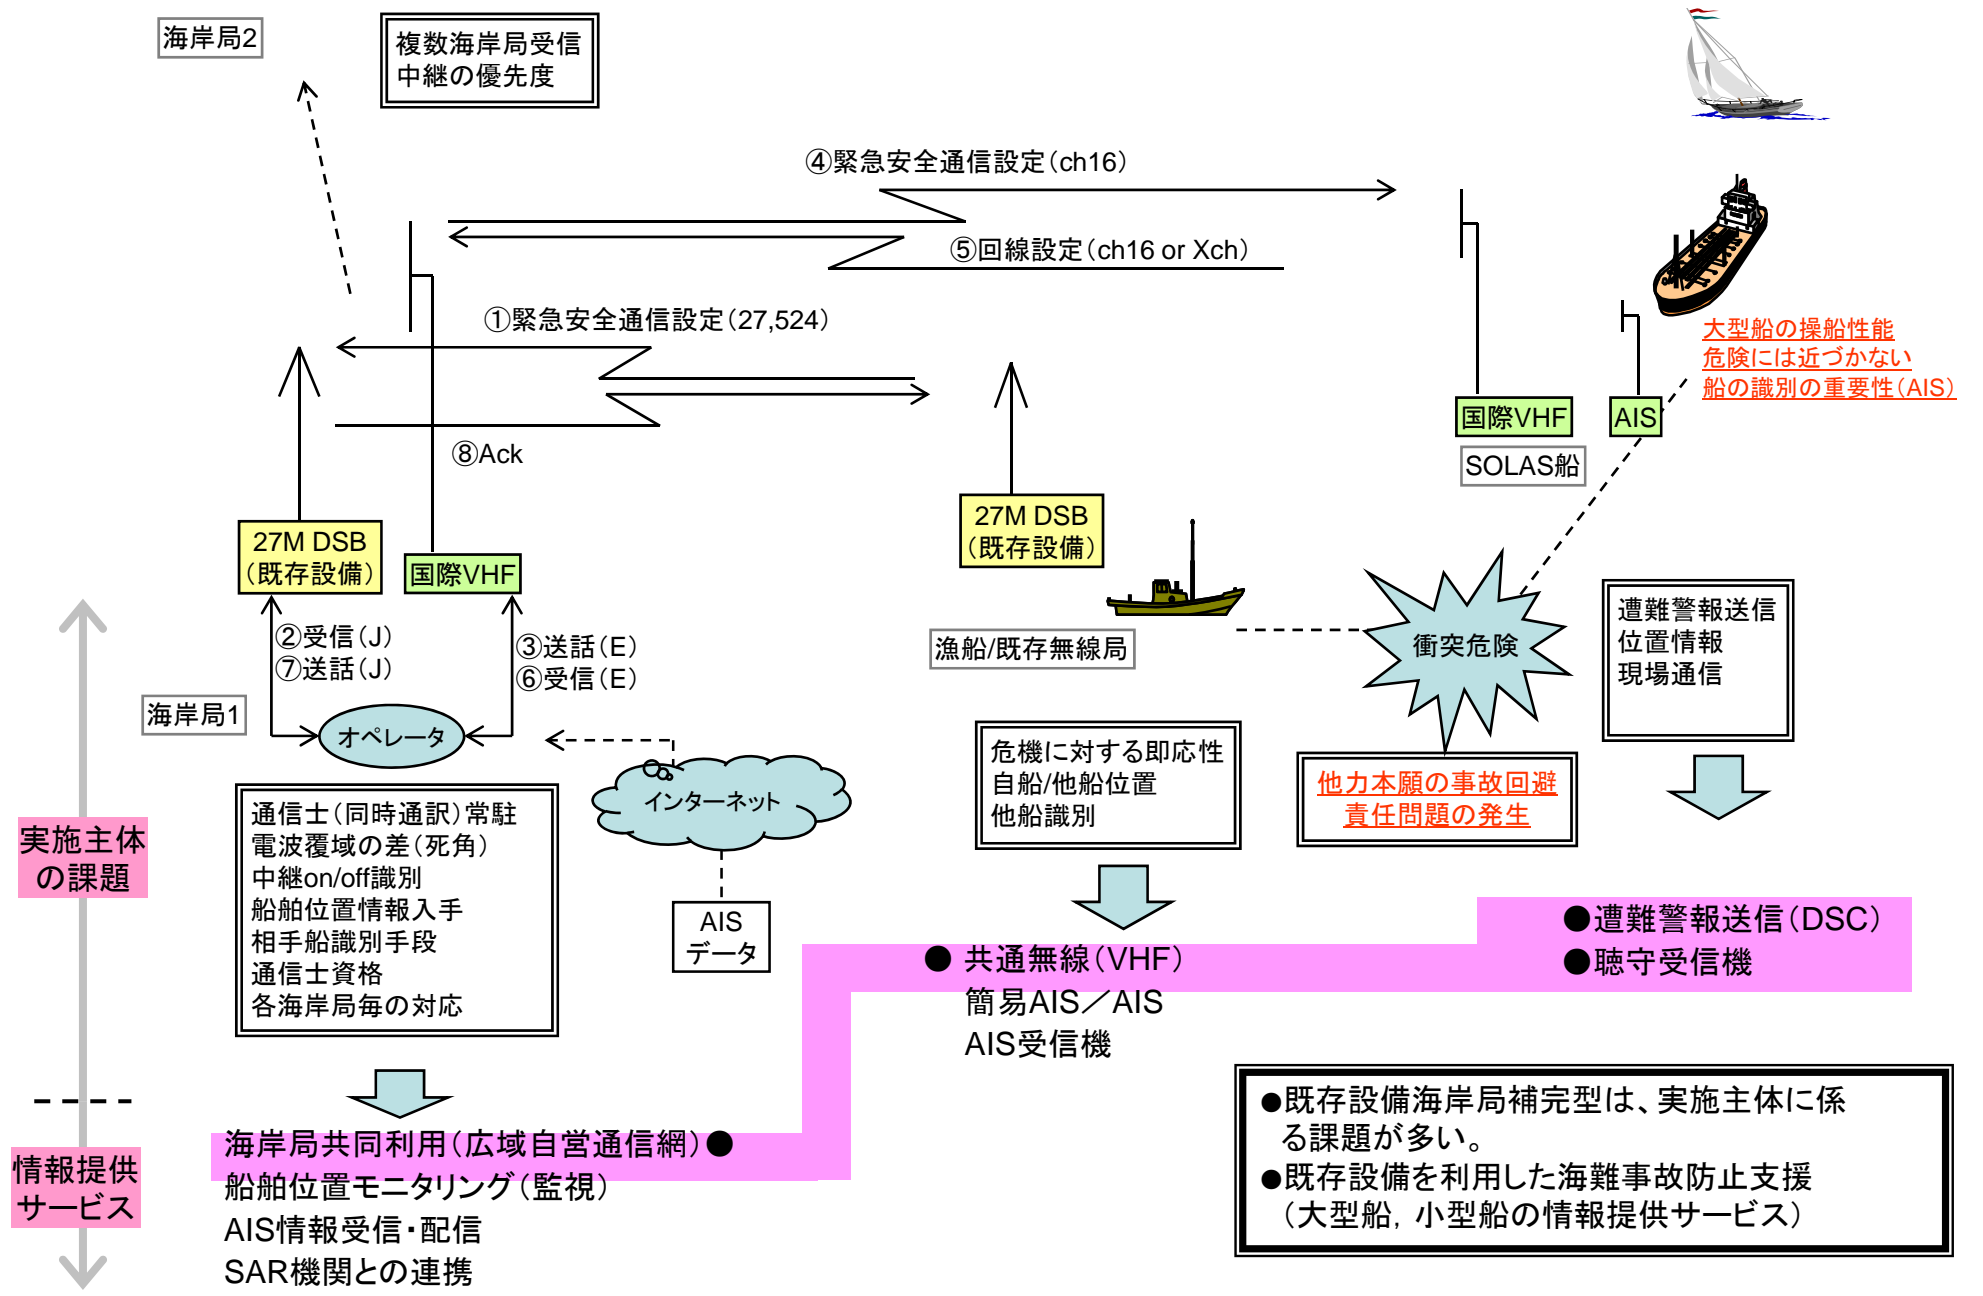 海岸局2
複数海岸局受信
中継の優先度
④緊急安全通信設定（ch16）
⑤回線設定（ch16 or Xch）
①緊急安全通信設定（27,524）
⑧Ack
大型船の操船性能
危険には近づかない
船の識別の重要性（AIS）
国際VHF
AIS
SOLAS船
27M DSB
（既存設備）
国際VHF
27M DSB
（既存設備）
②受信（J）
⑦送話（J）
③送話（E）
⑥受信（E）
漁船/既存無線局
衝突危険
遭難警報送信
位置情報
現場通信
海岸局1
オペレータ
インターネット
AIS
データ
危機に対する即応性
自船/他船位置
他船識別
他力本願の事故回避
責任問題の発生
実施主体
の課題
通信士（同時通訳）常駐
電波覆域の差（死角）
中継on/off識別
船舶位置情報入手
相手船識別手段
通信士資格
各海岸局毎の対応
●遭難警報送信（DSC）
●聴守受信機
● 共通無線（VHF）
簡易AIS／AIS
AIS受信機
情報提供
サービス
海岸局共同利用（広域自営通信網）●
船舶位置モニタリング（監視）
AIS情報受信・配信
SAR機関との連携
●既存設備海岸局補完型は、実施主体に係
る課題が多い。
●既存設備を利用した海難事故防止支援
（大型船，小型船の情報提供サービス）